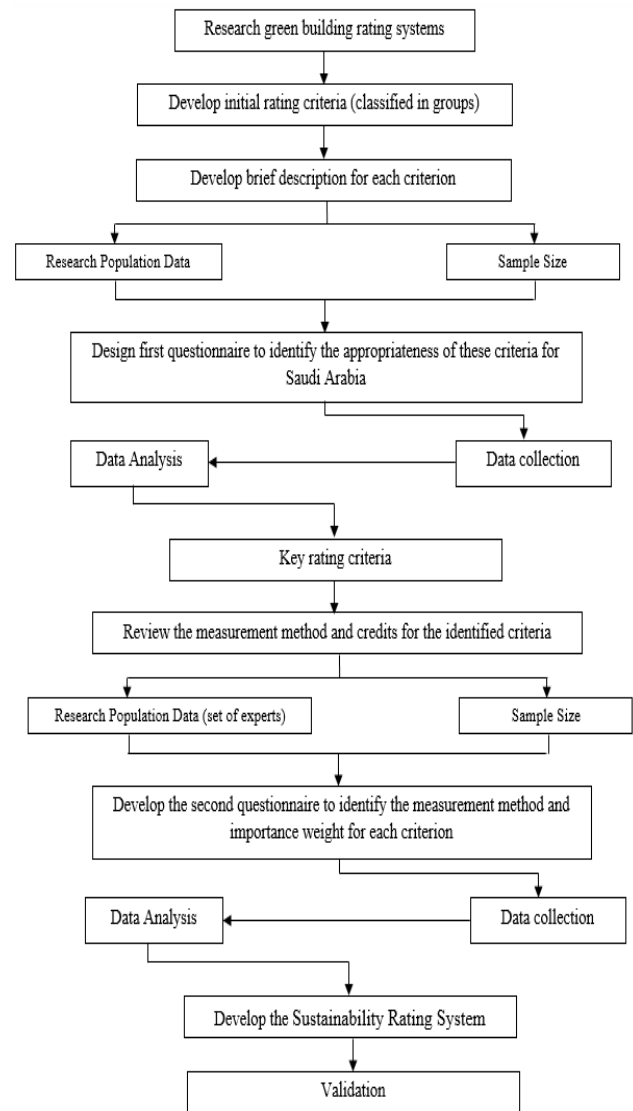 Research green building rating systems
Develop initial rating criteria (classified in groups)
Develop brief description for each criterion
Research Population Data
Sample Size
Design first questionnaire to identify the appropriateness of these criteria for
Saudi Arabia
Data Analysis
Data collection
Key rating criteria
Review the measurement method and credits for the identified criteria
Research Population Data (set of experts)
Sample Size
Develop the second questionnaire to identify the measurement method and
importance weight for each criterion
Data Analysis
Data collection
Develop the Sustainability Rating System
Validation